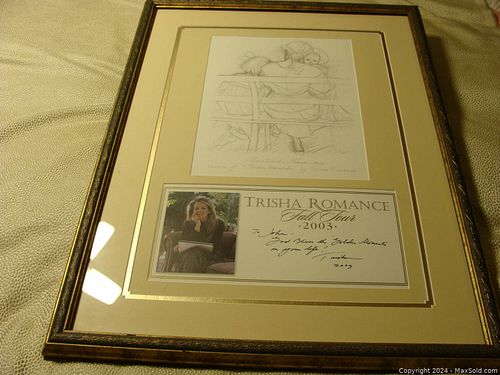 TRISHA ROMANCE
Fall Tour
·2003·
To John
God Bless the Golden Moments
in your life!
Trisha
2003
Copyright © 2024 - MaxSold.com